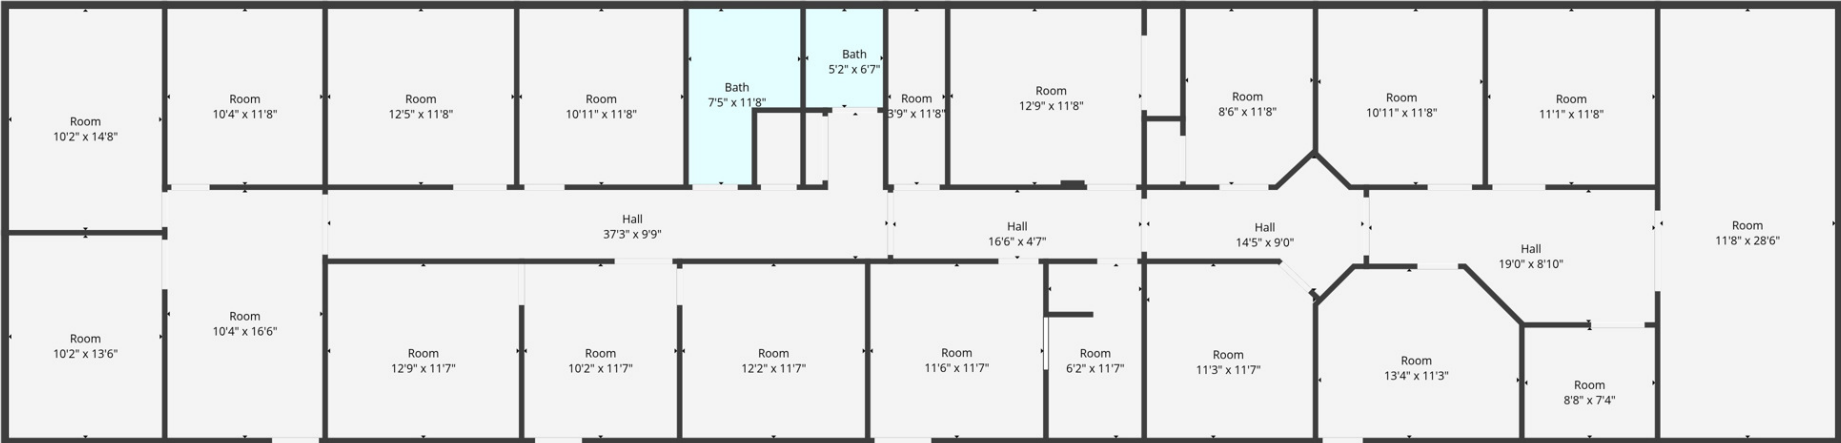 Room
10'2" x 14'8"
Room
10'4" x 11'8"
Room
12'5" x 11'8"
Room
10'11" x 11'8"
Bath
7'5" x 11'8"
Bath
5'2" x 6'7"
Room
3'9" x 11'8"
Room
12'9" x 11'8"
Room
8'6" x 11'8"
Room
10'11" x 11'8"
Room
11'1" x 11'8"
Room
11'8" x 28'6"
Hall
37'3" x 9'9"
Hall
16'6" x 4'7"
Hall
14'5" x 9'0"
Hall
19'0" x 8'10"
Room
10'2" x 13'6"
Room
10'4" x 16'6"
Room
12'9" x 11'7"
Room
10'2" x 11'7"
Room
12'2" x 11'7"
Room
11'6" x 11'7"
Room
6'2" x 11'7"
Room
11'3" x 11'7"
Room
13'4" x 11'3"
Room
8'8" x 7'4"